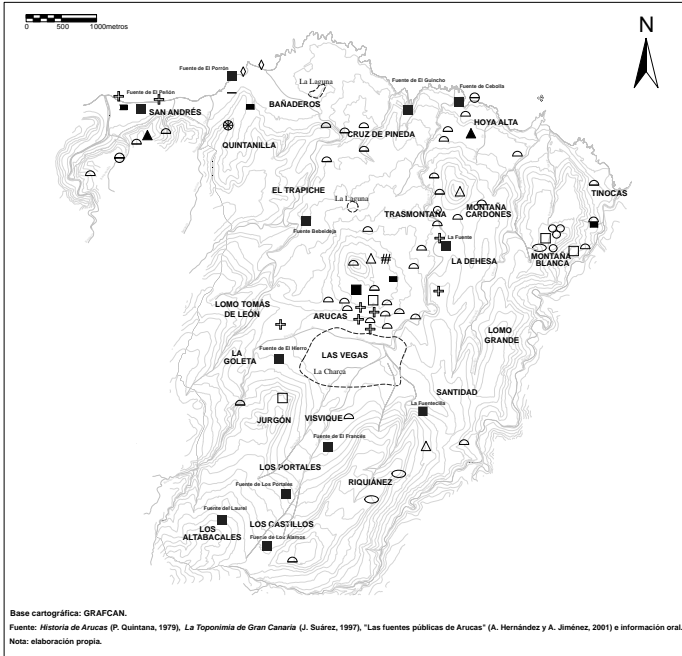 0 500 1000metros
N
Fuente de El Porrón
La Laguna
Fuente de El Peñón
Fuente de El Guincho
Fuente de Cebolla
SAN ANDRÉS
BAÑADEROS
CRUZ DE PINEDA
HOYA ALTA
QUINTANILLA
EL TRAPICHE
TINOCAS
La Laguna
TRASMONTANA
MONTAÑA
CARDONES
Fuente Bebeideja
La Fuente
LA DEHESA
MONTAÑA
BLANCA
##
LOMO TOMÁS
DE LEÓN
ARUCAS
LOMO
GRANDE
LA
GOLETA
Fuente de El Hierro
LAS VEGAS
La Charca
SANTIDAD
La Fuentecilla
JURGÓN
VISVIQUE
Fuente de El Francés
LOS PORTALES
RIQUIÁNEZ
Fuente de Los Portales
Fuente del Laurel
LOS
ALTABACALES
LOS CASTILLOS
Fuente de Los Álamos
Base cartográfica: GRAFCAN.
Fuente: Historia de Arucas (P. Quintana, 1979), La Toponimia de Gran Canaria (J. Suárez, 1997), "Las fuentes públicas de Arucas" (A. Hernández y A. Jiménez, 2001) e información oral.
Nota: elaboración propia.